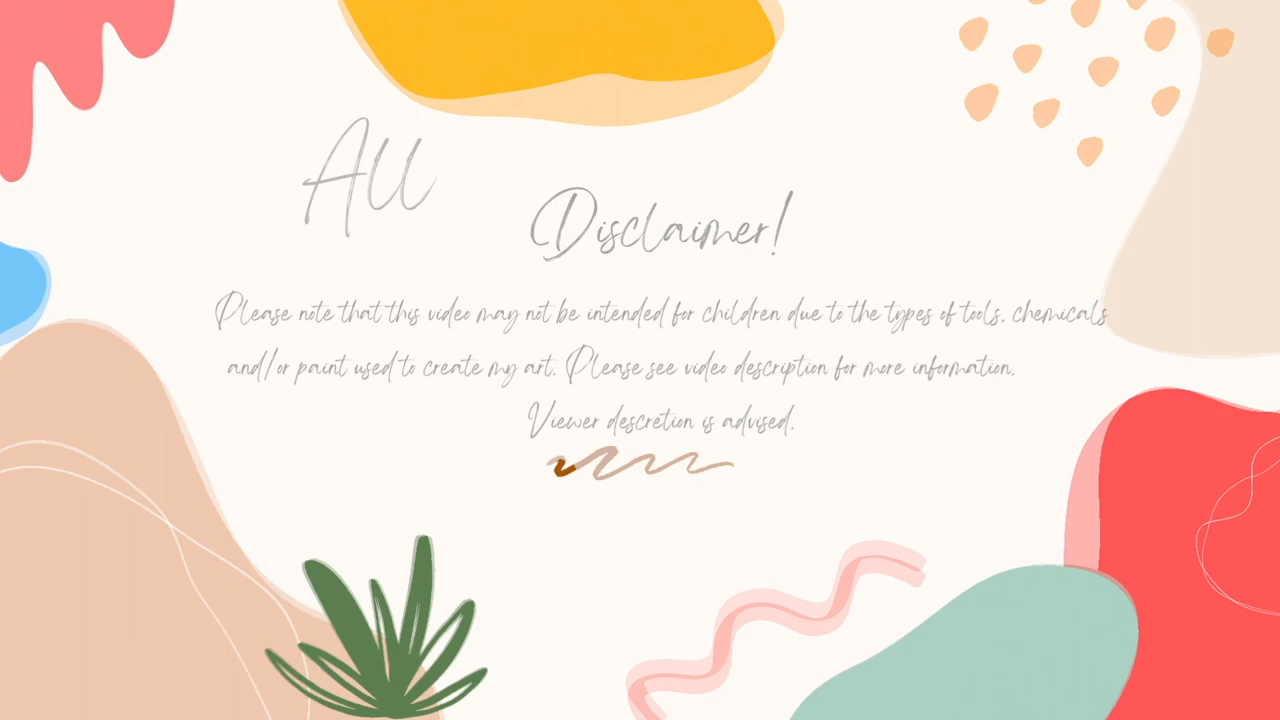 All
Disclaimer!
Please note that this video may not be intended for children due to the types of tools, chemicals
and/or paint used to create my art. Please see video description for more information.
Viewer descretion is advised.